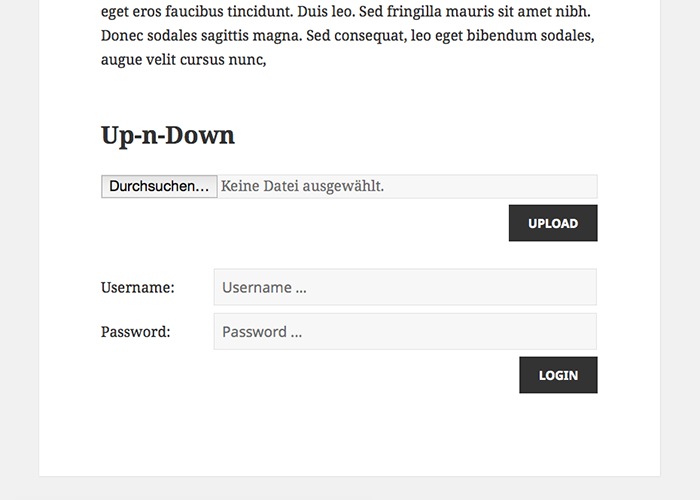 eget eros faucibus tincidunt. Duis leo. Sed fringilla mauris sit amet nibh.
Donec sodales sagittis magna. Sed consequat, leo eget bibendum sodales,
augue velit cursus nunc,
Up-n-Down
Durchsuchen... Keine Datei ausgewählt.
UPLOAD
Username: Username ...
Password: Password ...
LOGIN